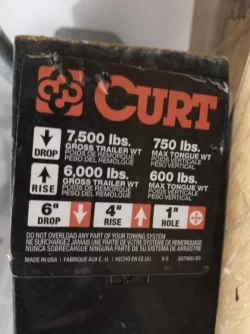 CURT
7,500 lbs. 750 lbs.
DROP GROSS TRAILER WT MAX TONGUE WT
POIDS DE REMORQUE POIDS VERTICALE
PESO DEL REMORQUE PESO VERTICAL
6,000 lbs. 600 lbs.
RISE GROSS TRAILER WT MAX TONGUE WT
POIDS DE REMORQUE POIDS VERTICALE
PESO DEL REMORQUE PESO VERTICAL
6" DROP 4" RISE 1" HOLE
DO NOT OVERLOAD ANY PART OF YOUR TOWING SYSTEM
NE SURCHARGEZ JAMAIS UNE PARTIE DE VOTRE SYSTÈME DE REMORQUAGE
NUNCA SOBRECARGUE NINGUNA PARTE DE SU SISTEMA DE ARRASTRE
MADE IN USA | FABRIQUÉ AUX É.-U. | HECHO EN EE.UU.